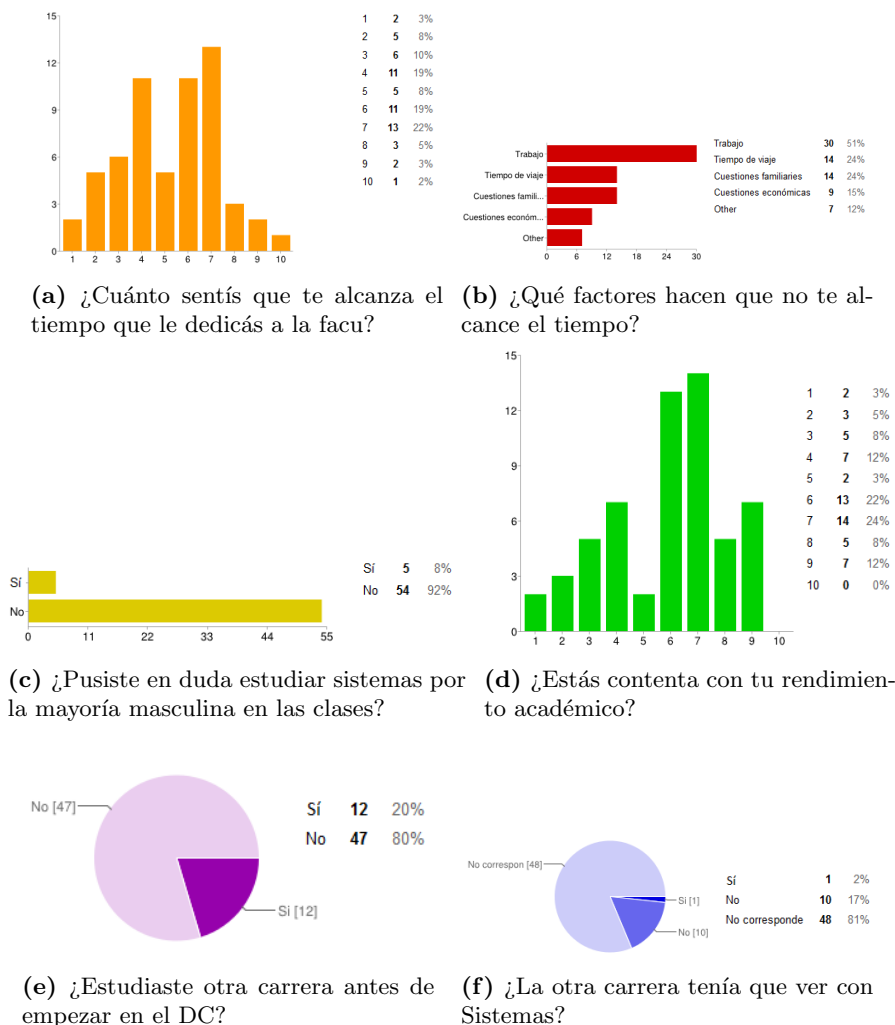 15
12
9
6
3
0
1 2 3 4 5 6 7 8 9 10
1 2 3%
2 5 8%
3 6 10%
4 11 19%
5 5 8%
6 11 19%
7 13 22%
8 3 5%
9 2 3%
10 1 2%
Trabajo
Tiempo de viaje
Cuestiones famili...
Cuestiones económ...
Other
0 6 12 18 24 30
Trabajo 30 51%
Tiempo de viaje 14 24%
Cuestiones familiaries 14 24%
Cuestiones económicas 9 15%
Other 7 12%
(a) ¿Cuánto sentís que te alcanza el
tiempo que le dedicás a la facu?
(b) ¿Qué factores hacen que no te al-
cance el tiempo?
Sí
No
0 11 22 33 44 55
Sí 5 8%
No 54 92%
15
12
9
6
3
0
1 2 3 4 5 6 7 8 9 10
1 2 3%
2 3 5%
3 5 8%
4 7 12%
5 2 3%
6 13 22%
7 14 24%
8 5 8%
9 7 12%
10 0 0%
(c) ¿Pusiste en duda estudiar sistemas por
la mayoría masculina en las clases?
(d) ¿Estás contenta con tu rendimien-
to académico?
No [47]
Si [12]
Sí 12 20%
No 47 80%
No correspon [48]
Si [1]
No [10]
Sí 1 2%
No 10 17%
No corresponde 48 81%
(e) ¿Estudiaste otra carrera antes de
empezar en el DC?
(f) ¿La otra carrera tenía que ver con
Sistemas?